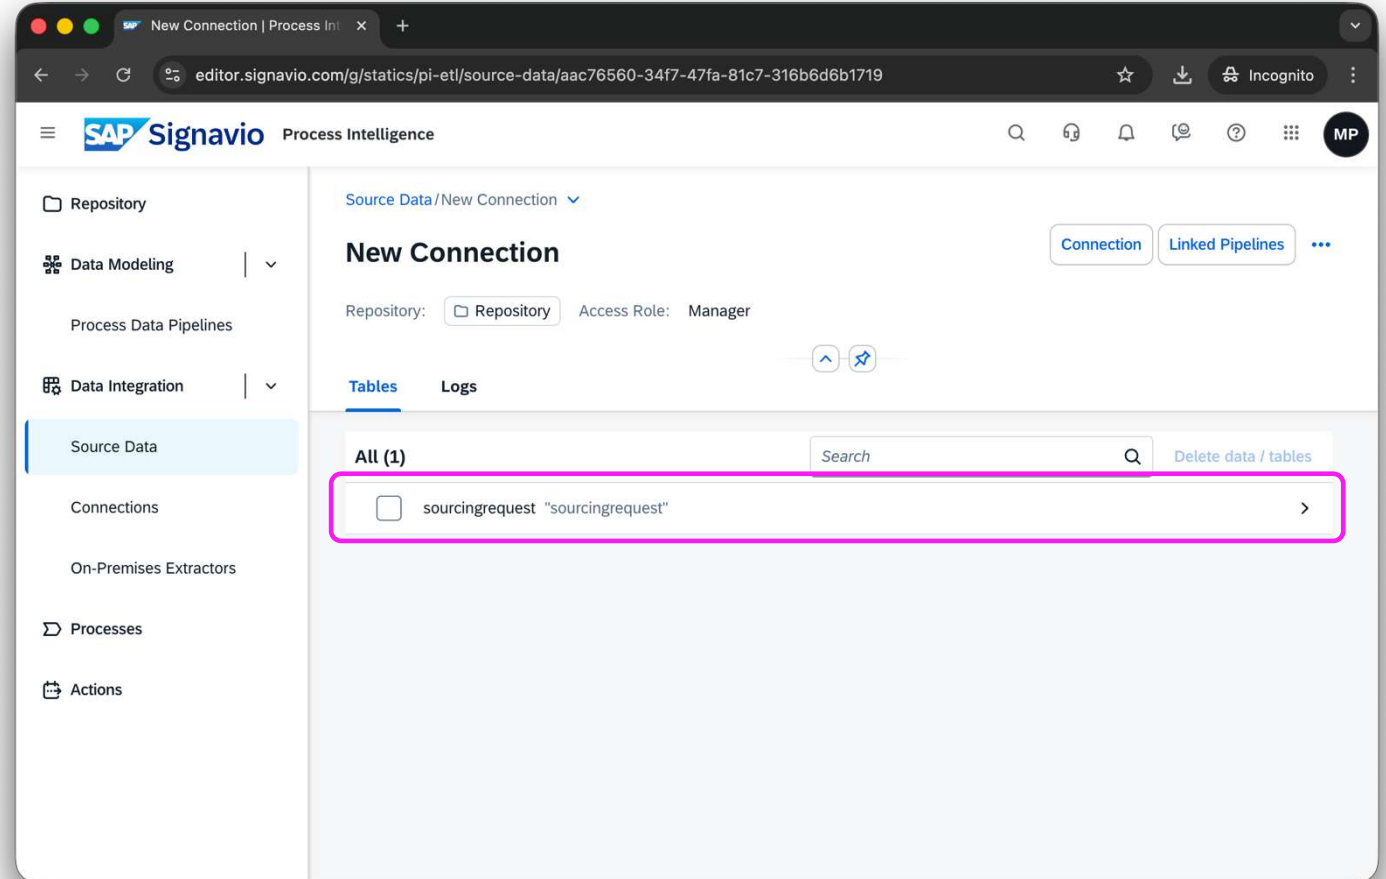 New Connection | Process Int
editor.signavio.com/g/statics/pi-etl/source-data/aac76560-34f7-47fa-81c7-316b6d6b1719
Incognito
SAP Signavio Process Intelligence
MP
Repository
Data Modeling
Process Data Pipelines
Data Integration
Source Data
Connections
On-Premises Extractors
Processes
Actions
Source Data/New Connection
New Connection
Connection
Linked Pipelines
Repository: Repository Access Role: Manager
Tables Logs
All (1)
Search
Delete data / tables
sourcingrequest "sourcingrequest"